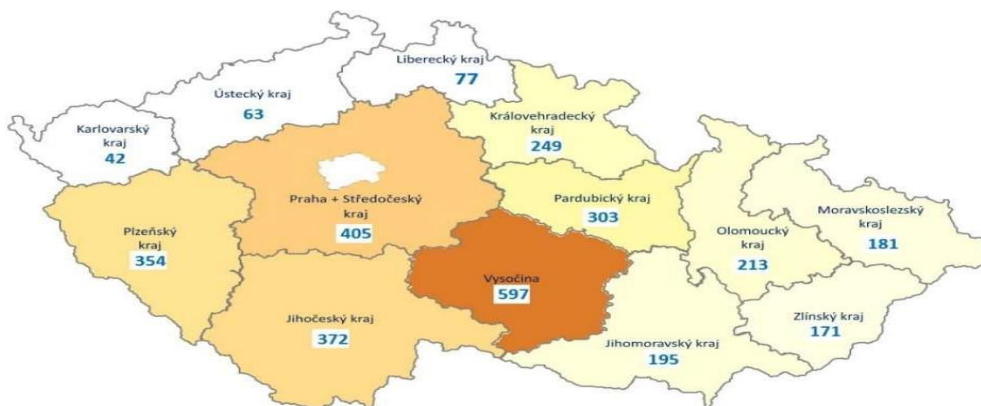 Liberecký kraj
77
Ústecký kraj
63
Karlovarský
kraj
42
Královehradecký
kraj
249
Praha + Středočeský
kraj
405
Pardubický kraj
303
Plzeňský
kraj
354
Moravskoslezský
kraj
181
Olomoucký
kraj
213
Vysočina
597
Jihočeský kraj
372
Zlínský kraj
171
Jihomoravský kraj
195